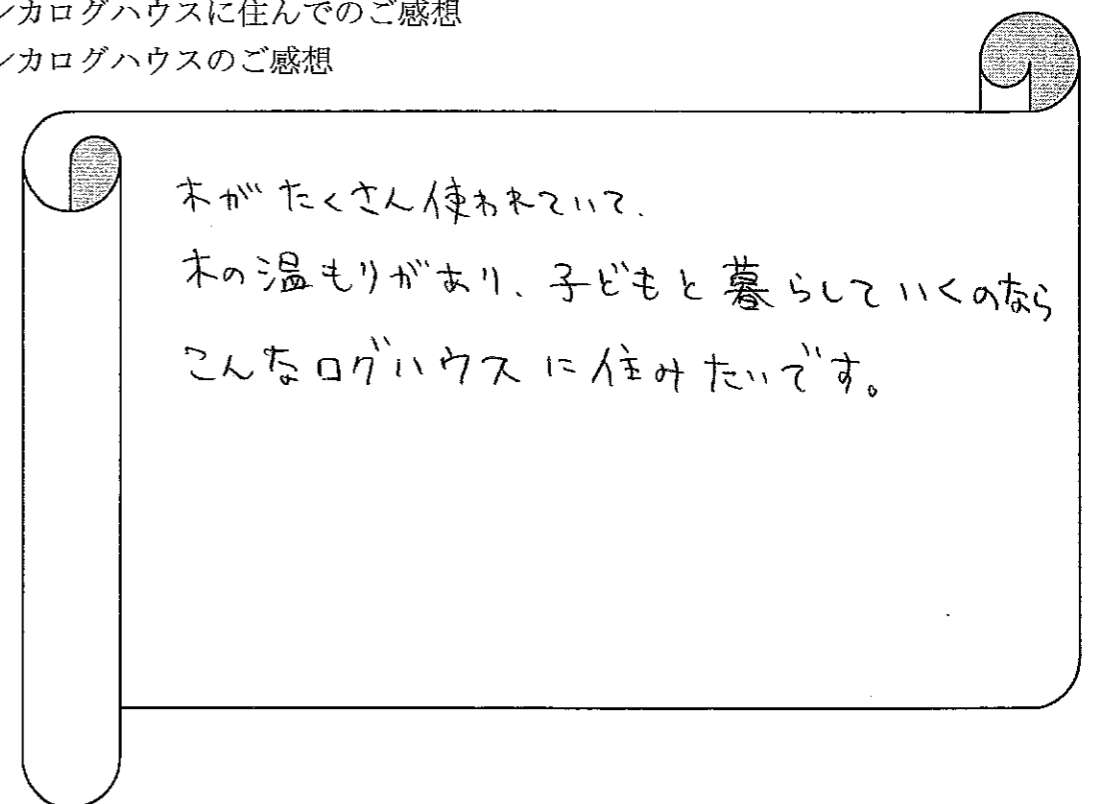 カログハウスに住んでのご感想
カログハウスのご感想
木がたくさん使われていて、
木の温もりがあり、子どもと暮らしていくのなら
こんなログハウスに住みたいです。